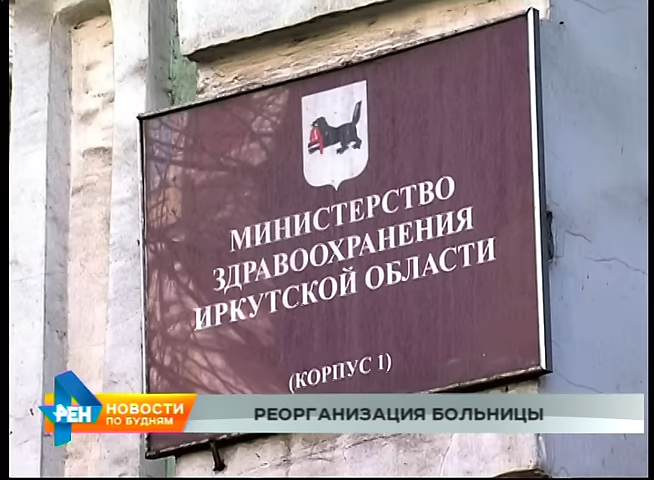 МИНИСТЕРСТВО
ЗДРАВООХРАНЕНИЯ
ИРКУТСКОЙ ОБЛАСТИ
(КОРПУС 1)
РЕН НОВОСТИ
ПО БУДНЯМ
РЕОРГАНИЗАЦИЯ БОЛЬНИЦЫ